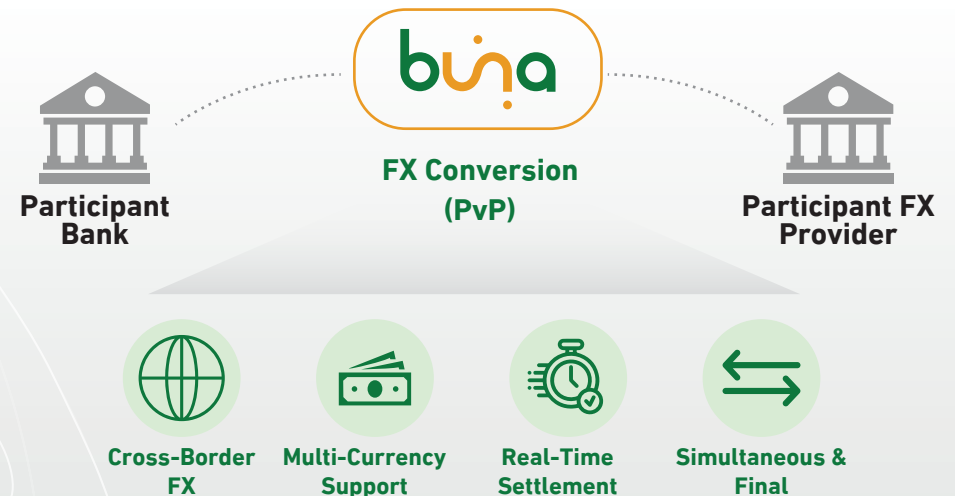 buna
FX Conversion
(PvP)
Participant
Bank
Participant FX
Provider
Cross-Border
FX
Multi-Currency
Support
Real-Time
Settlement
Simultaneous &
Final